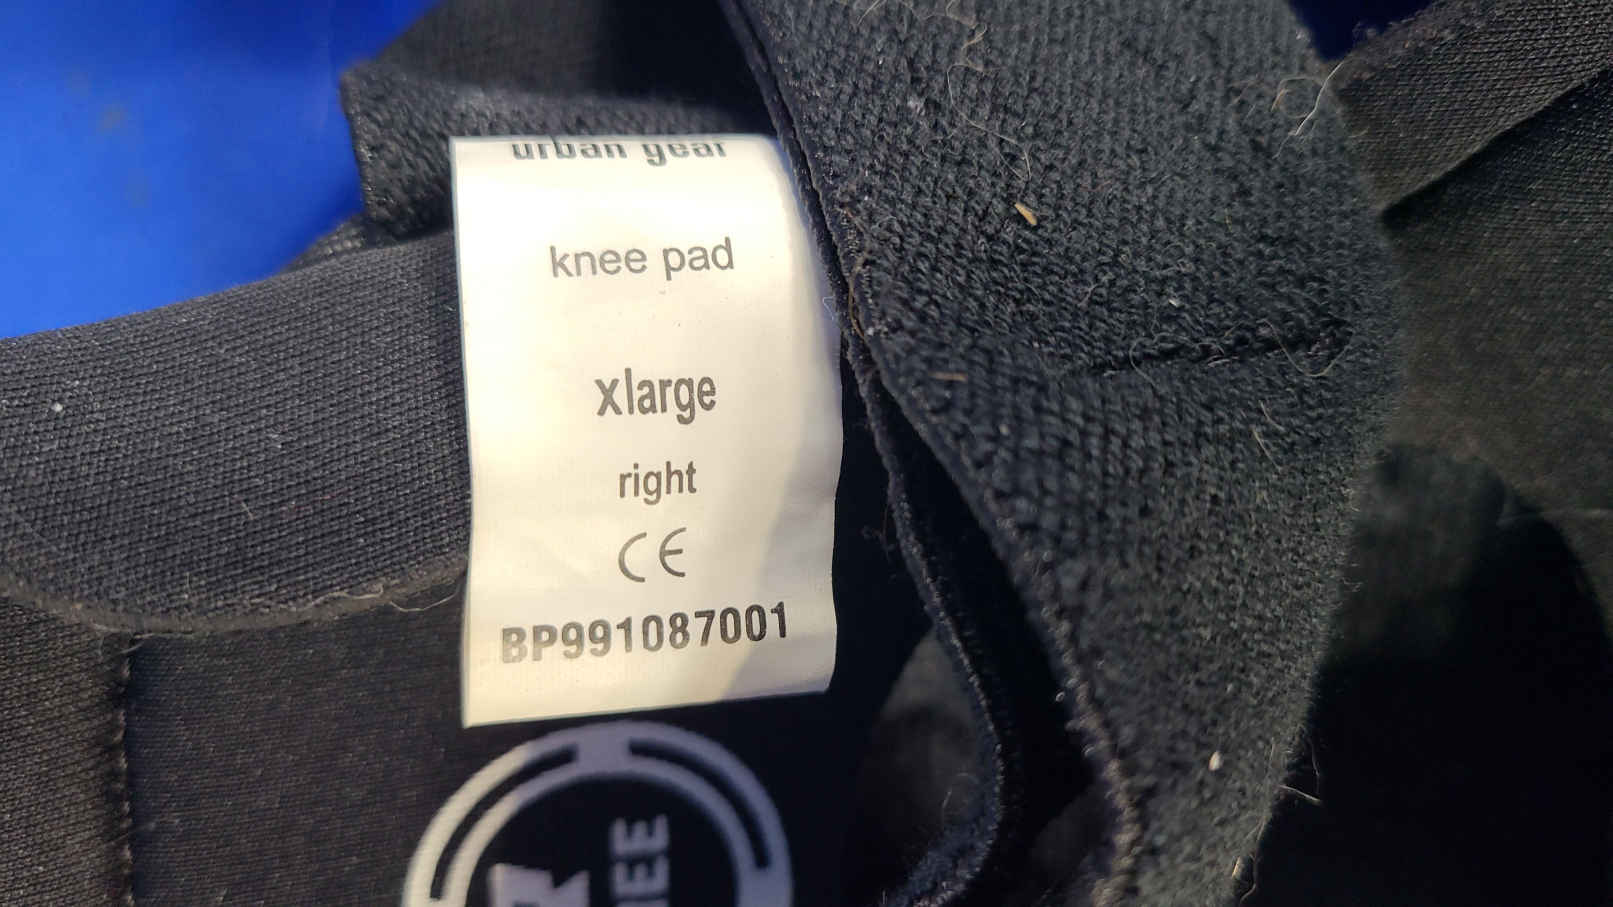 urban gear
knee pad
xlarge
right
CE
BP991087001